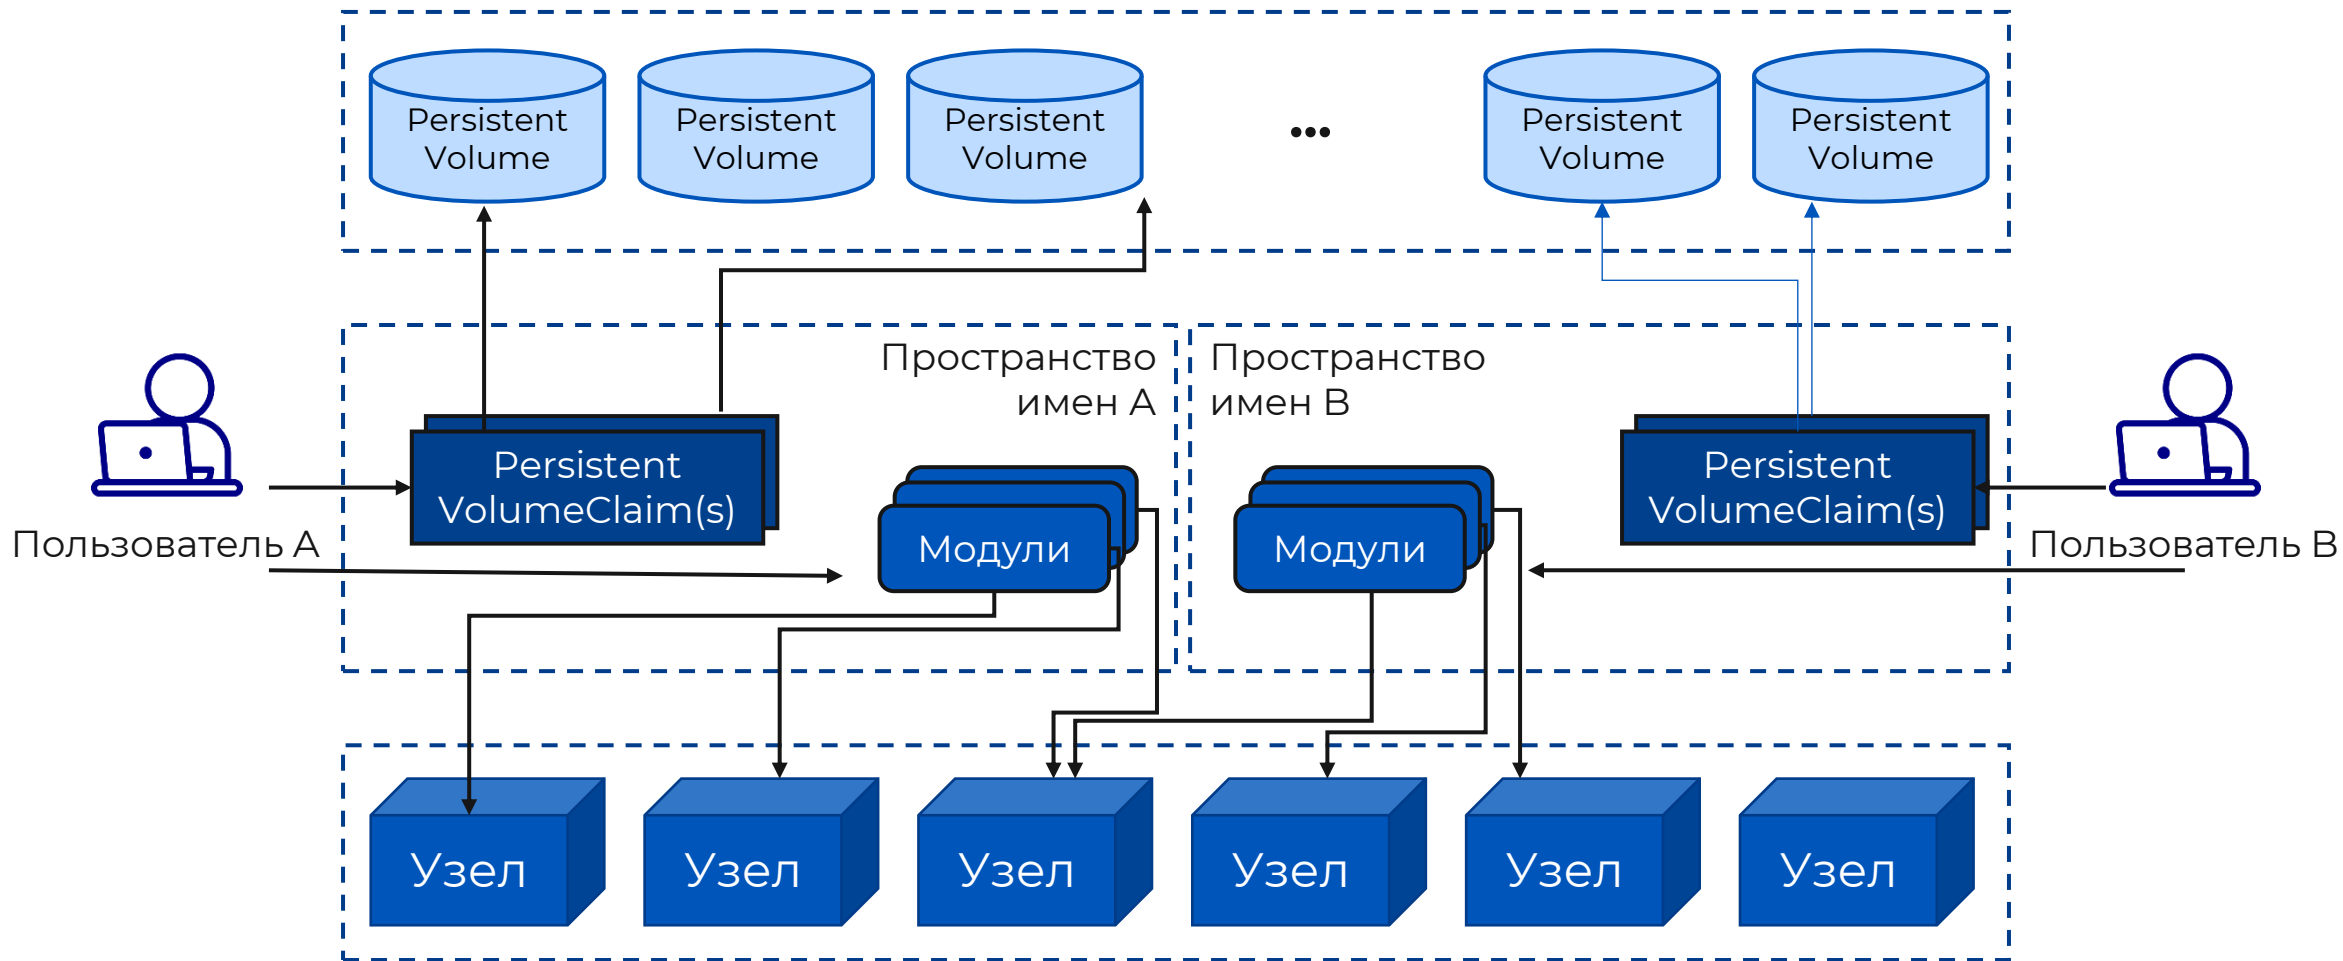 Persistent
Volume
Persistent
Volume
Persistent
Volume
...
Persistent
Volume
Persistent
Volume
Пространство
имен A
Пространство
имен B
Persistent
VolumeClaim(s)
Persistent
VolumeClaim(s)
Модули
Модули
Пользователь A
Пользователь B
Узел
Узел
Узел
Узел
Узел
Узел